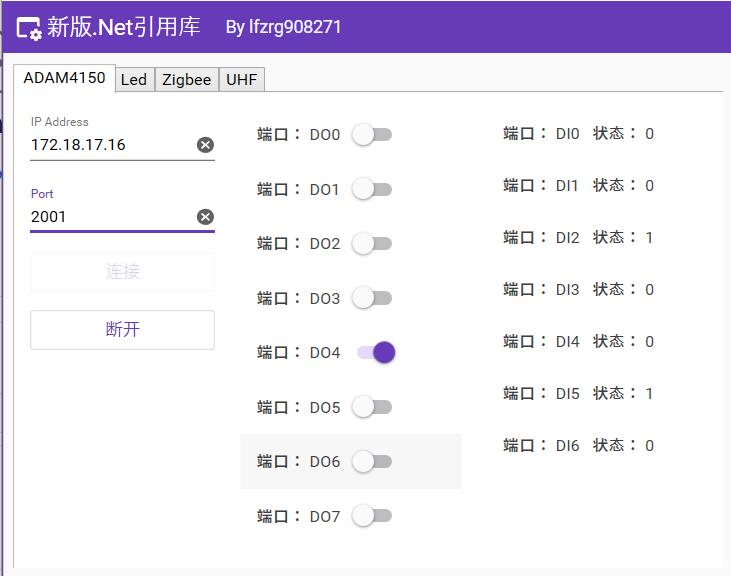 新版.Net引用库 By lfzrg908271
ADAM4150 Led Zigbee UHF
IP Address
172.18.17.16
Port
2001
连接
断开
端口： DO0
端口： DO1
端口： DO2
端口： DO3
端口： DO4
端口： DO5
端口： DO6
端口： DO7
端口： DI0 状态： 0
端口： DI1 状态： 0
端口： DI2 状态： 1
端口： DI3 状态： 0
端口： DI4 状态： 0
端口： DI5 状态： 1
端口： DI6 状态： 0